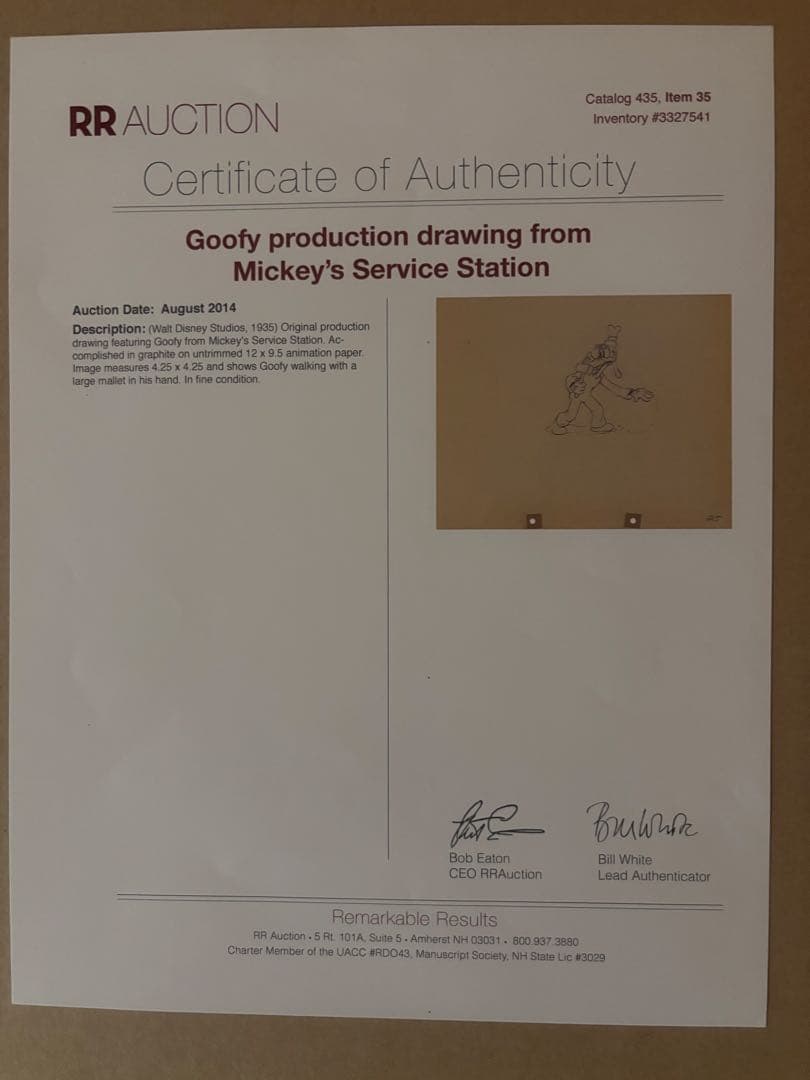 RR AUCTION
Catalog 435, Item 35
Inventory #3327541
Certificate of Authenticity
Goofy production drawing from
Mickey's Service Station
Auction Date: August 2014
Description: (Walt Disney Studios, 1935) Original production
drawing featuring Goofy from Mickey's Service Station. Ac-
complished in graphite on untrimmed 12 x 9.5 animation paper.
Image measures 4.25 x 4.25 and shows Goofy walking with a
large mallet in his hand. In fine condition.
Bob Eaton
CEO RRAuction
Bill White
Lead Authenticator
Remarkable Results
RR Auction • 5 Rt. 101A, Suite 5 • Amherst NH 03031 • 800.937.3880
Charter Member of the UACC #RDO43, Manuscript Society, NH State Lic #3029